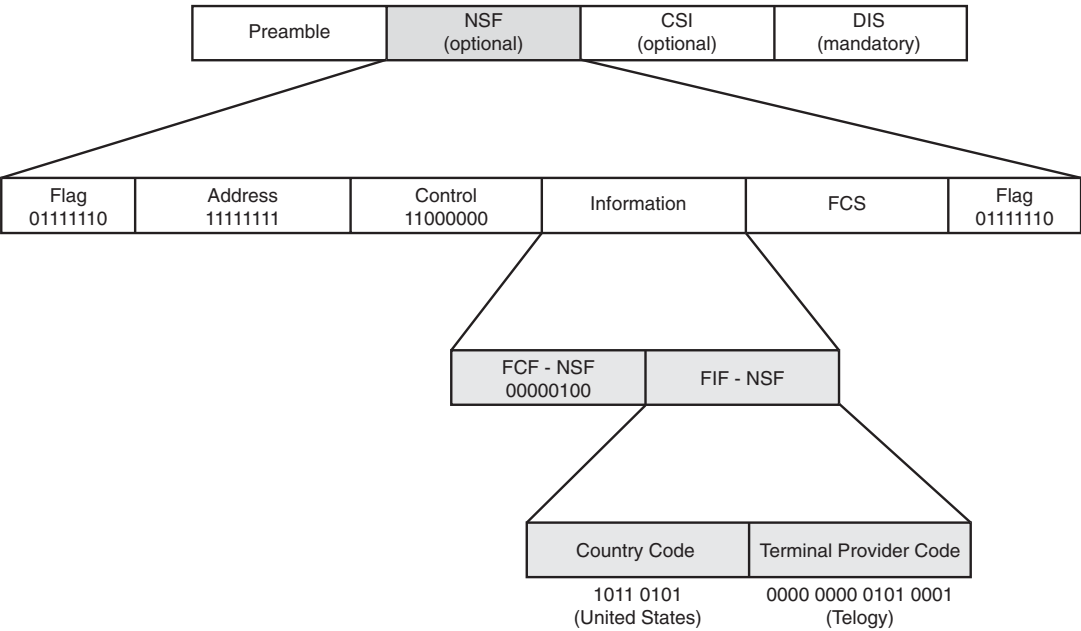 Preamble
NSF
(optional)
CSI
(optional)
DIS
(mandatory)
Flag
01111110
Address
11111111
Control
11000000
Information
FCS
Flag
01111110
FCF - NSF
00000100
FIF - NSF
Country Code
Terminal Provider Code
1011 0101
(United States)
0000 0000 0101 0001
(Telogy)